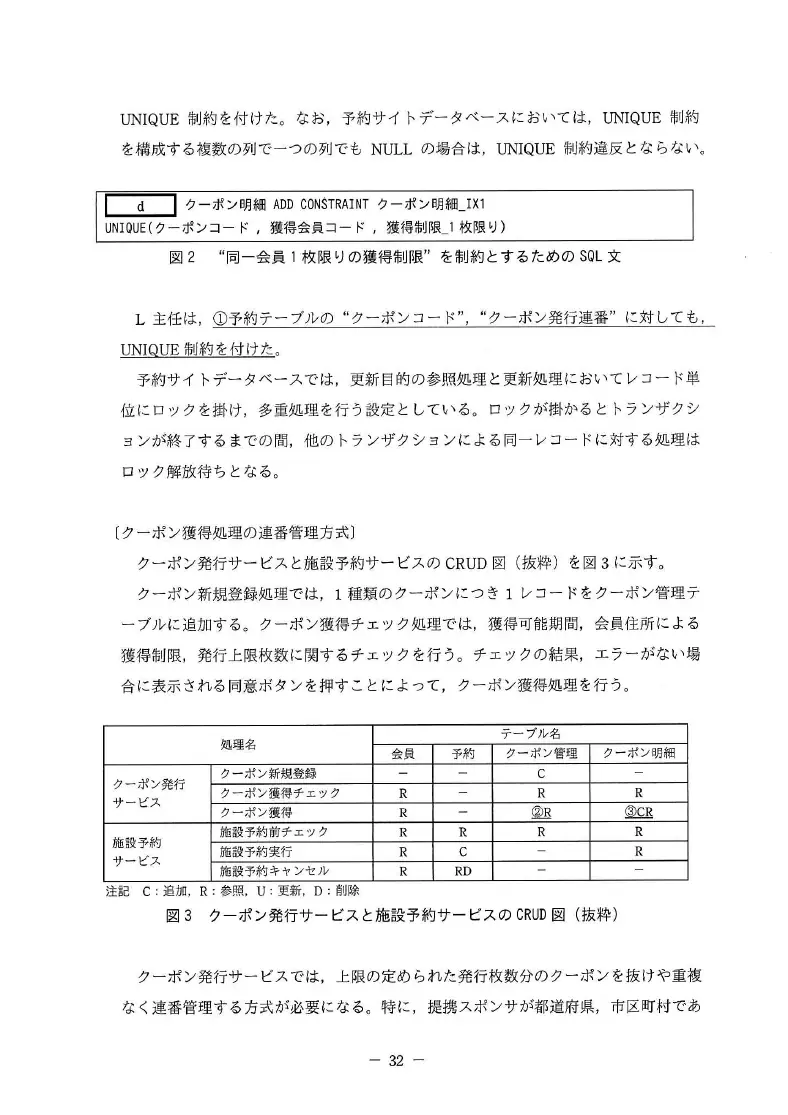 UNIQUE 制約を付けた。なお，予約サイトデータベースにおいては，UNIQUE 制約
を構成する複数の列で一つの列でも NULL の場合は，UNIQUE 制約違反とならない。
d クーポン明細 ADD CONSTRAINT クーポン明細_IX1
UNIQUE(クーポンコード , 獲得会員コード , 獲得制限_1枚限り)
図2 “同一会員1枚限りの獲得制限”を制約とするための SQL 文
L 主任は，①予約テーブルの“クーポンコード”，“クーポン発行連番”に対しても，
UNIQUE 制約を付けた。
予約サイトデータベースでは，更新目的の参照処理と更新処理においてレコード単
位にロックを掛け，多重処理を行う設定としている。ロックが掛かるとトランザクシ
ョンが終了するまでの間，他のトランザクションによる同一レコードに対する処理は
ロック解放待ちとなる。
〔クーポン獲得処理の連番管理方式〕
クーポン発行サービスと施設予約サービスの CRUD 図（抜粋）を図3に示す。
クーポン新規登録処理では，1 種類のクーポンにつき 1 レコードをクーポン管理テ
ーブルに追加する。クーポン獲得チェック処理では，獲得可能期間，会員住所による
獲得制限，発行上限枚数に関するチェックを行う。チェックの結果，エラーがない場
合に表示される同意ボタンを押すことによって，クーポン獲得処理を行う。
処理名 テーブル名
会員 予約 クーポン管理 クーポン明細
クーポン発行サービス クーポン新規登録 － － C －
クーポン獲得チェック R － R R
クーポン獲得 R － ②R ③CR
施設予約サービス 施設予約前チェック R R R R
施設予約実行 R C － R
施設予約キャンセル R RD － －
注記 C：追加，R：参照，U：更新，D：削除
図3 クーポン発行サービスと施設予約サービスの CRUD 図（抜粋）
クーポン発行サービスでは，上限の定められた発行枚数分のクーポンを抜けや重複
なく連番管理する方式が必要になる。特に，提携スポンサが都道府県，市区町村であ
－ 32 －